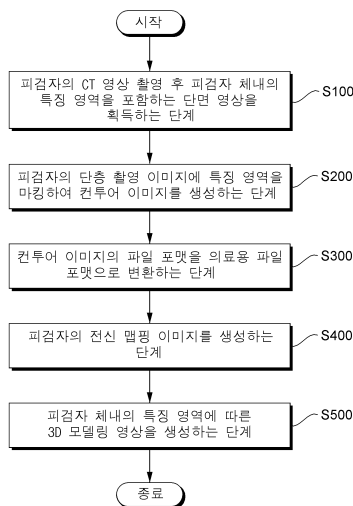 시작
피검자의 CT 영상 촬영 후 피검자 체내의
특징 영역을 포함하는 단면 영상을
획득하는 단계
S100
피검자의 단층 촬영 이미지에 특징 영역을
마킹하여 컨투어 이미지를 생성하는 단계
S200
컨투어 이미지의 파일 포맷을 의료용 파일
포맷으로 변환하는 단계
S300
피검자의 전신 맵핑 이미지를 생성하는
단계
S400
피검자 체내의 특징 영역에 따른
3D 모델링 영상을 생성하는 단계
S500
종료